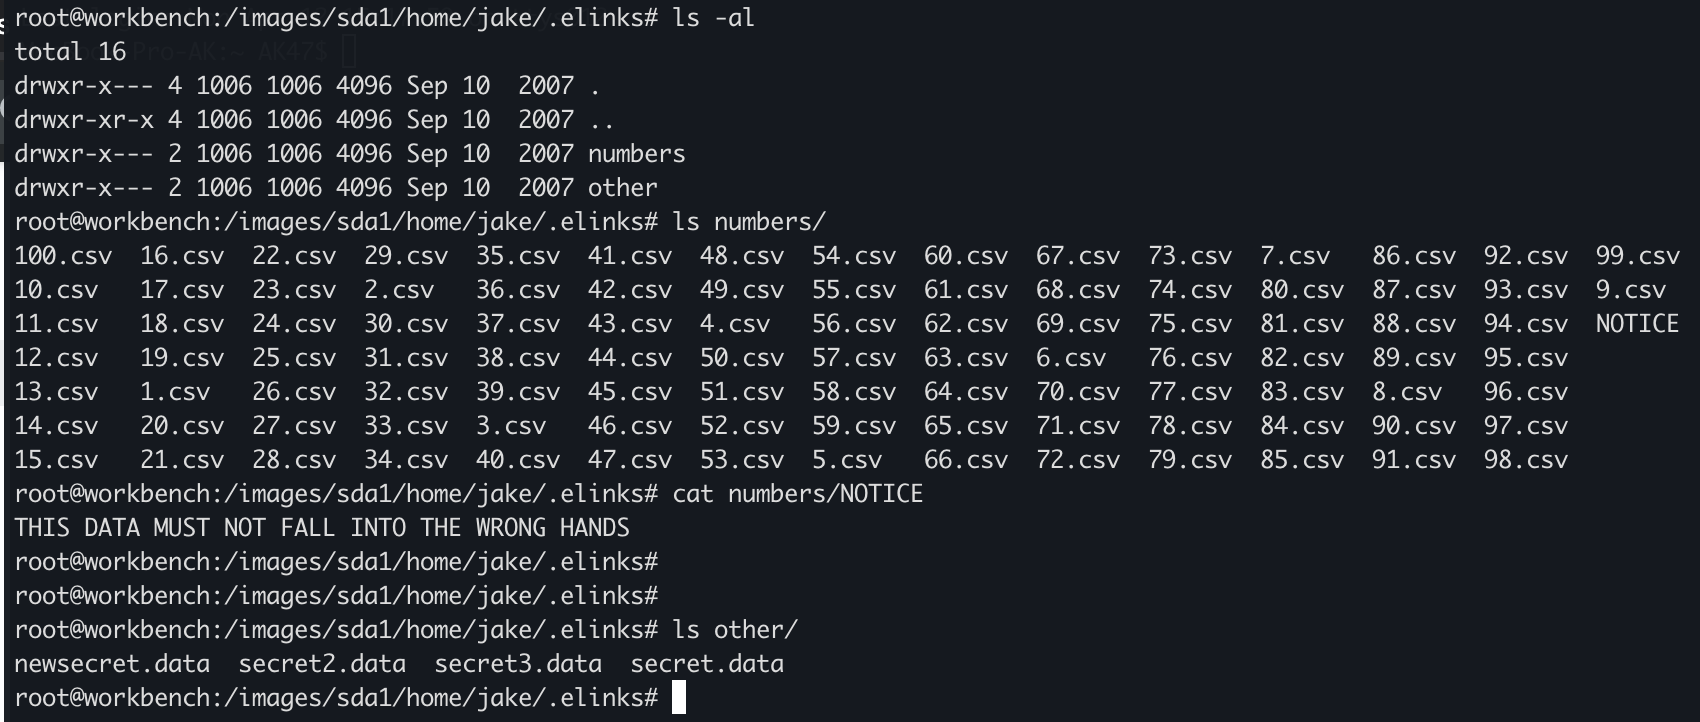 root@workbench:/images/sda1/home/jake/.elinks# ls -al
total 16
drwxr-x--- 4 1006 1006 4096 Sep 10  2007 .
drwxr-xr-x 4 1006 1006 4096 Sep 10  2007 ..
drwxr-x--- 2 1006 1006 4096 Sep 10  2007 numbers
drwxr-x--- 2 1006 1006 4096 Sep 10  2007 other
root@workbench:/images/sda1/home/jake/.elinks# ls numbers/
100.csv  16.csv  22.csv  29.csv  35.csv  41.csv  48.csv  54.csv  60.csv  67.csv  73.csv  7.csv   86.csv  92.csv  99.csv
10.csv   17.csv  23.csv  2.csv   36.csv  42.csv  49.csv  55.csv  61.csv  68.csv  74.csv  80.csv  87.csv  93.csv  9.csv
11.csv   18.csv  24.csv  30.csv  37.csv  43.csv  4.csv   56.csv  62.csv  69.csv  75.csv  81.csv  88.csv  94.csv  NOTICE
12.csv   19.csv  25.csv  31.csv  38.csv  44.csv  50.csv  57.csv  63.csv  6.csv   76.csv  82.csv  89.csv  95.csv
13.csv   1.csv   26.csv  32.csv  39.csv  45.csv  51.csv  58.csv  64.csv  70.csv  77.csv  83.csv  8.csv   96.csv
14.csv   20.csv  27.csv  33.csv  3.csv   46.csv  52.csv  59.csv  65.csv  71.csv  78.csv  84.csv  90.csv  97.csv
15.csv   21.csv  28.csv  34.csv  40.csv  47.csv  53.csv  5.csv   66.csv  72.csv  79.csv  85.csv  91.csv  98.csv
root@workbench:/images/sda1/home/jake/.elinks# cat numbers/NOTICE
THIS DATA MUST NOT FALL INTO THE WRONG HANDS
root@workbench:/images/sda1/home/jake/.elinks#
root@workbench:/images/sda1/home/jake/.elinks#
root@workbench:/images/sda1/home/jake/.elinks# ls other/
newsecret.data  secret2.data  secret3.data  secret.data
root@workbench:/images/sda1/home/jake/.elinks#